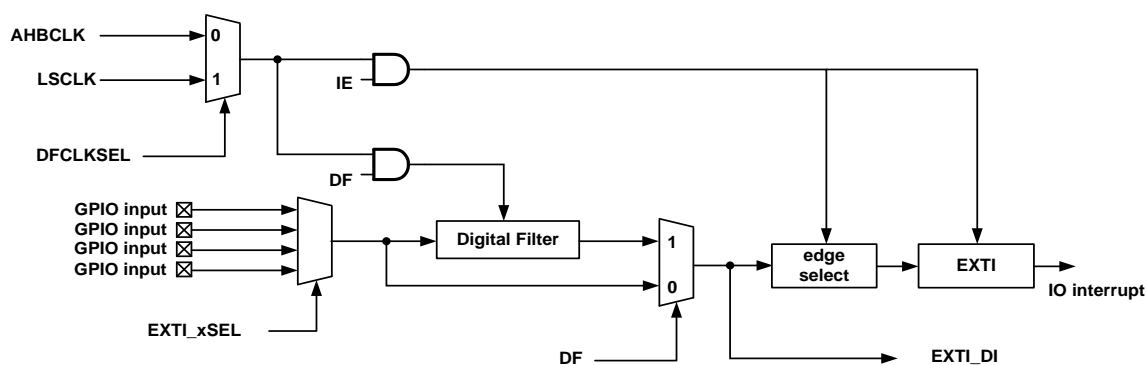 AHBCLK
0
LSCLK
1
IE
DFCLKSEL
DF
GPIO input
GPIO input
GPIO input
GPIO input
Digital Filter
1
0
edge
select
EXTI
IO interrupt
EXTI_xSEL
DF
EXTI_DI